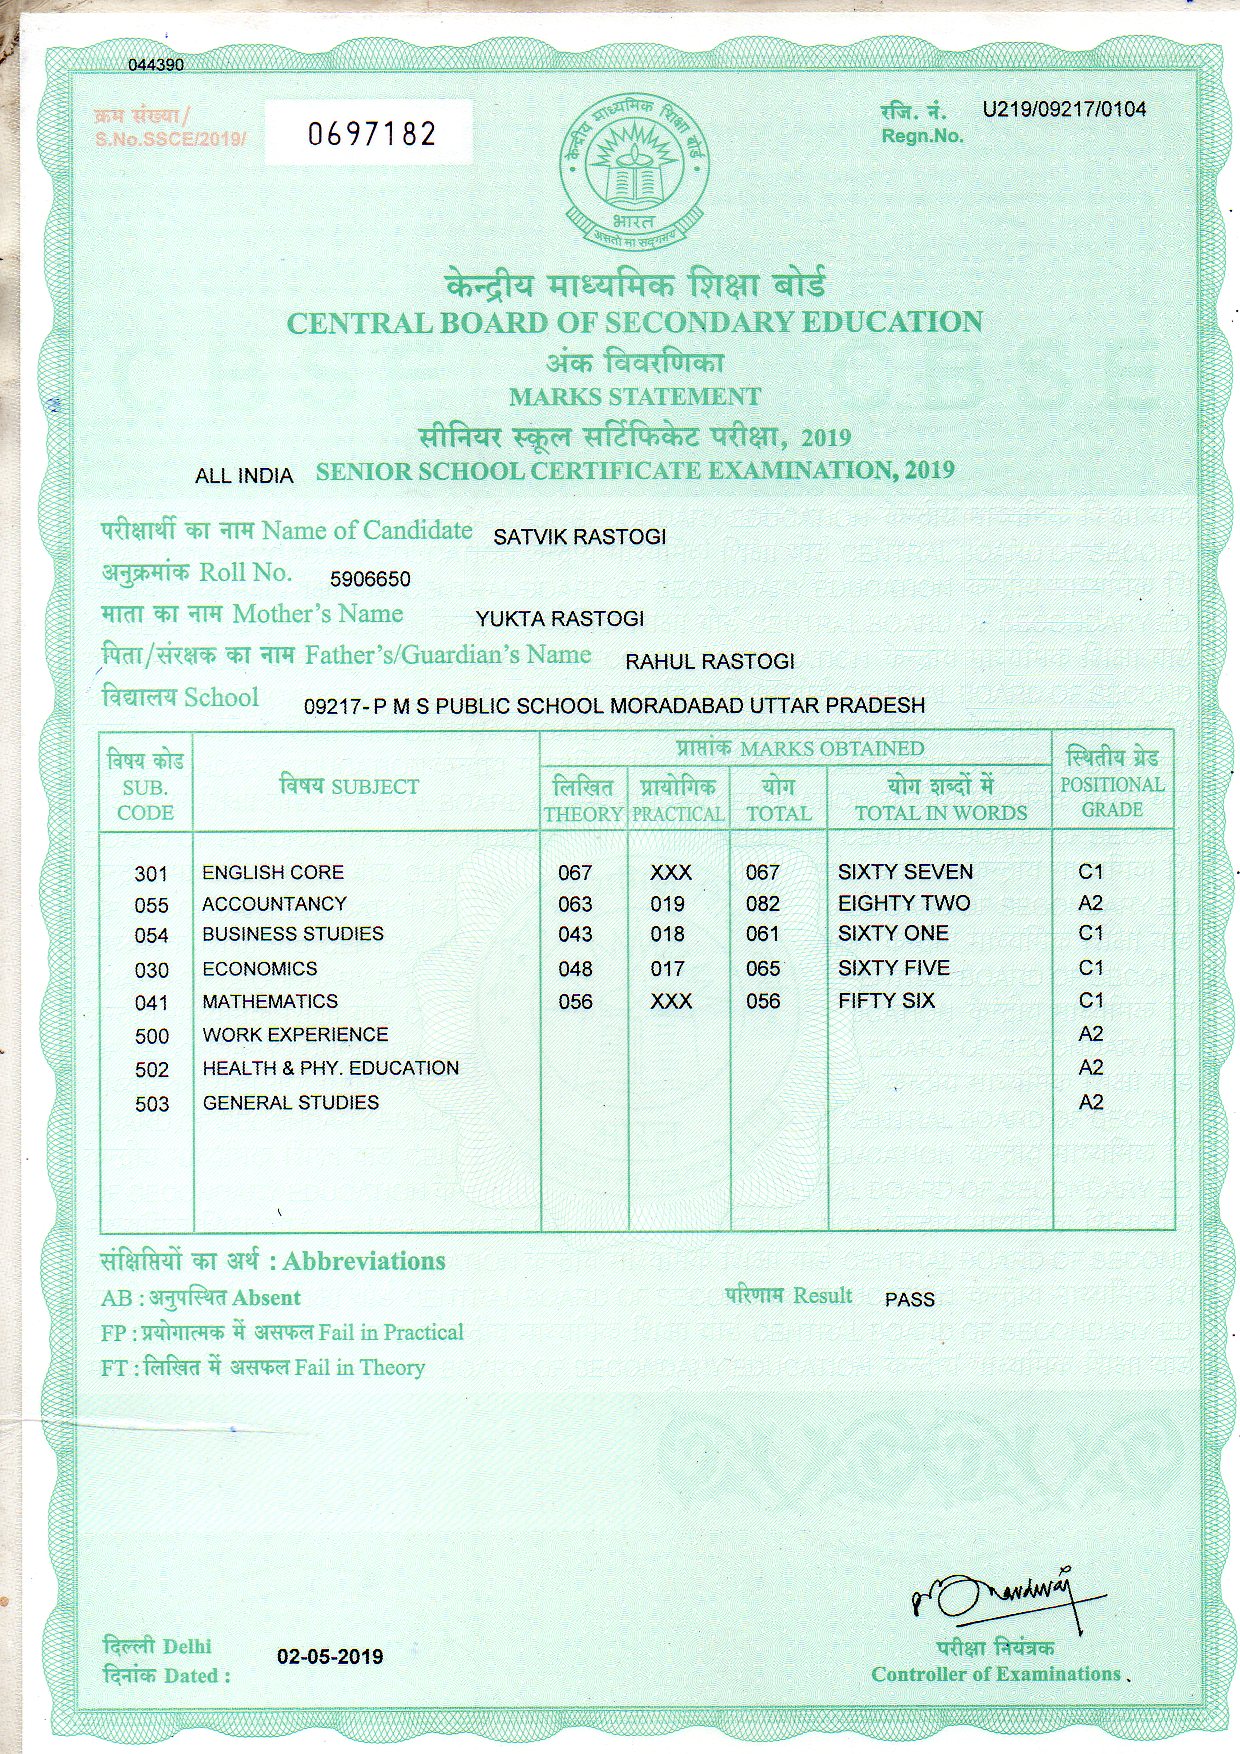 044390
क्रम संख्या/
S.No.SSCE/2019/
0697182
रजि. नं.
Regn.No.
U219/09217/0104
केन्द्रीय माध्यमिक शिक्षा बोर्ड
भारत
असतो मा सद्गमय
केन्द्रीय माध्यमिक शिक्षा बोर्ड
CENTRAL BOARD OF SECONDARY EDUCATION
अंक विवरणिका
MARKS STATEMENT
सीनियर स्कूल सर्टिफिकेट परीक्षा, 2019
ALL INDIA SENIOR SCHOOL CERTIFICATE EXAMINATION, 2019
परीक्षार्थी का नाम Name of Candidate SATVIK RASTOGI
अनुक्रमांक Roll No. 5906650
माता का नाम Mother's Name YUKTA RASTOGI
पिता/संरक्षक का नाम Father's/Guardian's Name RAHUL RASTOGI
विद्यालय School 09217- P M S PUBLIC SCHOOL MORADABAD UTTAR PRADESH
विषय कोड SUB. CODE
विषय SUBJECT
प्राप्तांक MARKS OBTAINED
लिखित THEORY
प्रायोगिक PRACTICAL
योग TOTAL
योग शब्दों में TOTAL IN WORDS
स्थितीय ग्रेड POSITIONAL GRADE
301 ENGLISH CORE 067 XXX 067 SIXTY SEVEN C1
055 ACCOUNTANCY 063 019 082 EIGHTY TWO A2
054 BUSINESS STUDIES 043 018 061 SIXTY ONE C1
030 ECONOMICS 048 017 065 SIXTY FIVE C1
041 MATHEMATICS 056 XXX 056 FIFTY SIX C1
500 WORK EXPERIENCE A2
502 HEALTH & PHY. EDUCATION A2
503 GENERAL STUDIES A2
संक्षिप्तियों का अर्थ : Abbreviations
AB : अनुपस्थित Absent
परिणाम Result PASS
FP : प्रयोगात्मक में असफल Fail in Practical
FT : लिखित में असफल Fail in Theory
दिल्ली Delhi
दिनांक Dated : 02-05-2019
परीक्षा नियंत्रक
Controller of Examinations